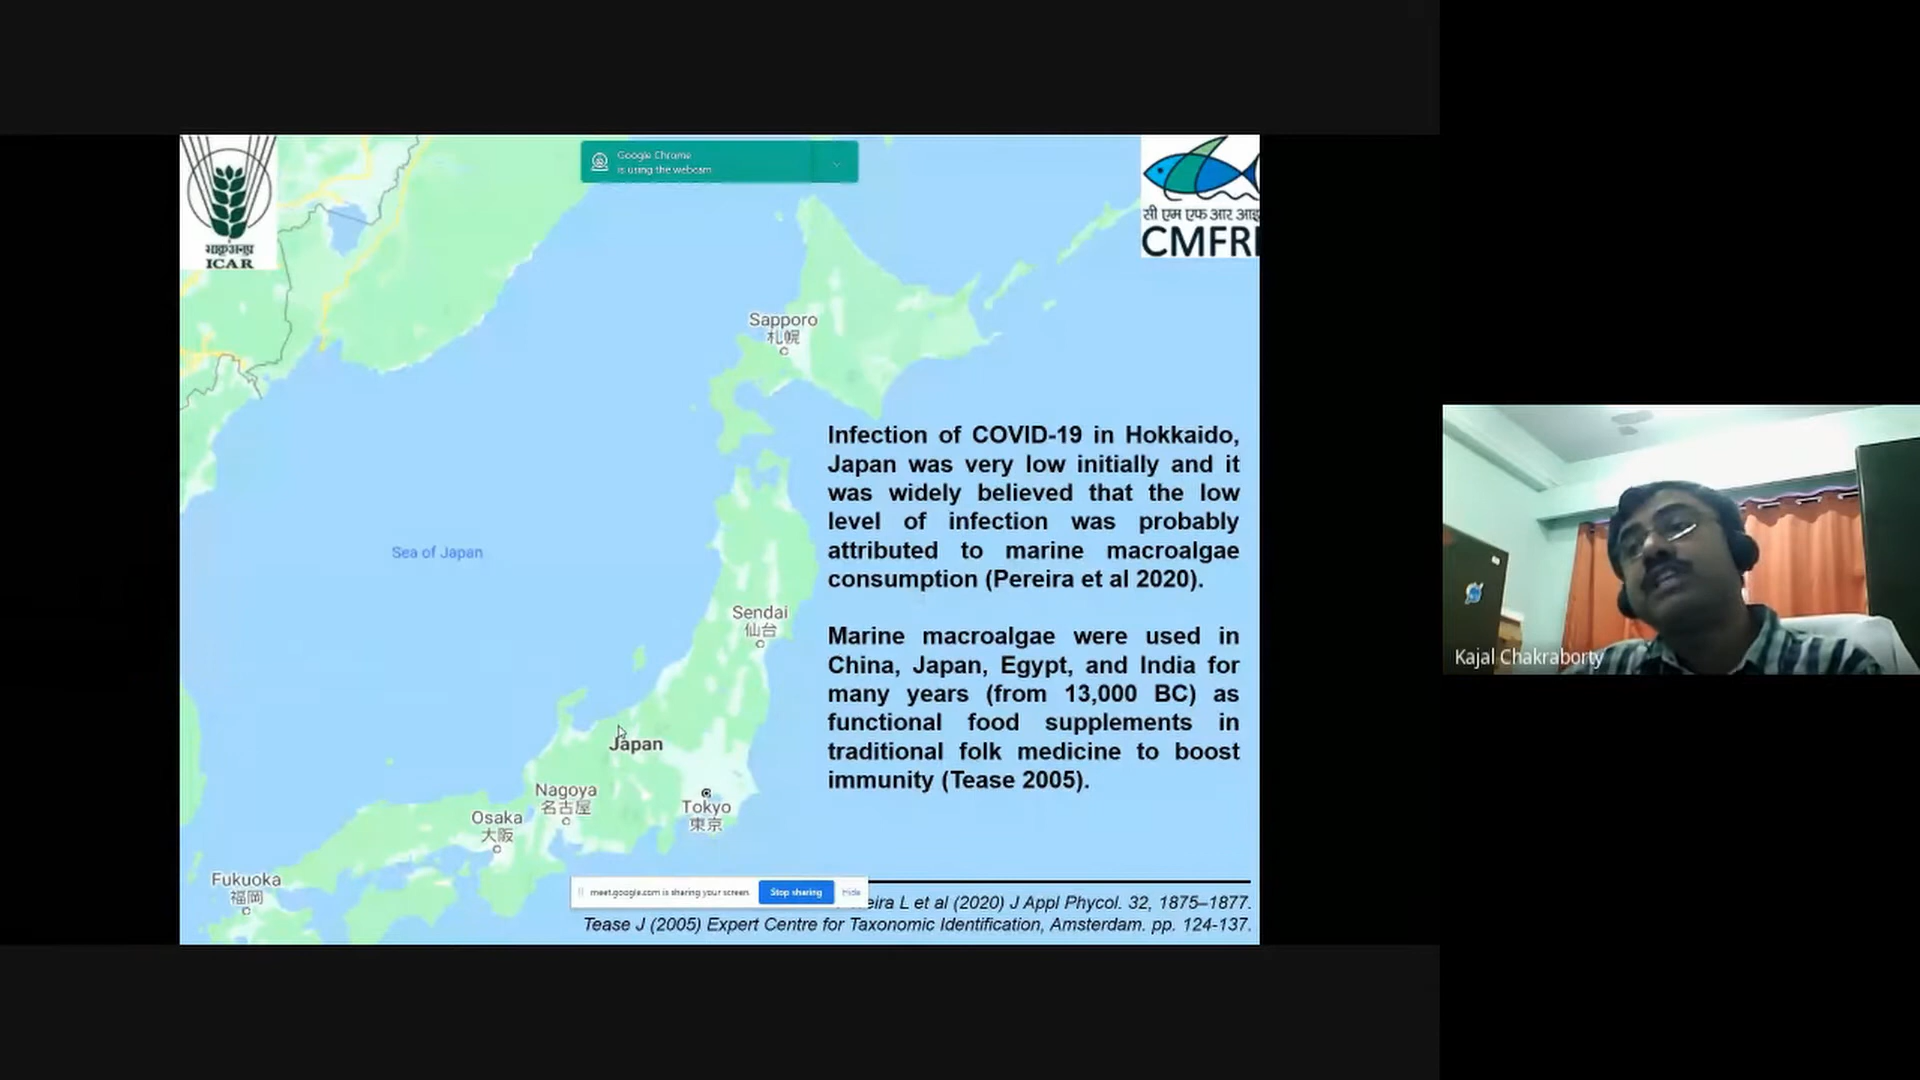 Google Chrome
is using the webcam
भाकृअनुप
ICAR
सी एम एफ आर आइ
CMFRI
Sapporo
札幌
Infection of COVID-19 in Hokkaido,
Japan was very low initially and it
was widely believed that the low
level of infection was probably
attributed to marine macroalgae
consumption (Pereira et al 2020).
Sea of Japan
Sendai
仙台
Marine macroalgae were used in
China, Japan, Egypt, and India for
many years (from 13,000 BC) as
functional food supplements in
traditional folk medicine to boost
immunity (Tease 2005).
Kajal Chakraborty
Japan
Nagoya
名古屋
Tokyo
東京
Osaka
大阪
Fukuoka
福岡
meet.google.com is sharing your screen.
Stop sharing
Hide
eira L et al (2020) J Appl Phycol. 32, 1875–1877.
Tease J (2005) Expert Centre for Taxonomic Identification, Amsterdam. pp. 124-137.